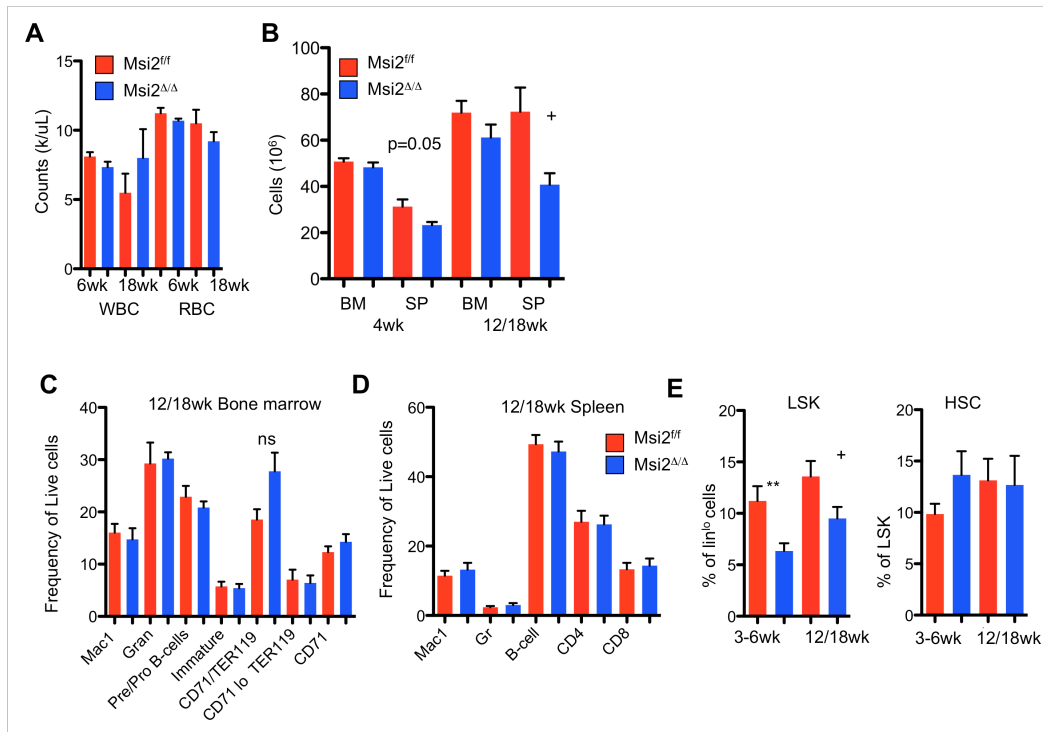 A
Msi2f/f
Msi2Δ/Δ
Counts (k/uL)
15
10
5
0
6wk 18wk 6wk 18wk
WBC RBC
B
Msi2f/f
Msi2Δ/Δ
Cells (10⁶)
100
80
60
40
20
0
p=0.05
+
BM SP BM SP
4wk 12/18wk
C
12/18wk Bone marrow
Frequency of Live cells
40
30
20
10
0
ns
Mac1
Gran
Pre/Pro B-cells
Immature
CD71/TER119
CD71 lo TER119
CD71
D
12/18wk Spleen
Msi2f/f
Msi2Δ/Δ
Frequency of Live cells
60
40
20
0
Mac1
Gr
B-cell
CD4
CD8
E
LSK
% of linlo cells
20
15
10
5
0
**
+
3-6wk 12/18wk
HSC
% of LSK
20
15
10
5
0
3-6wk 12/18wk